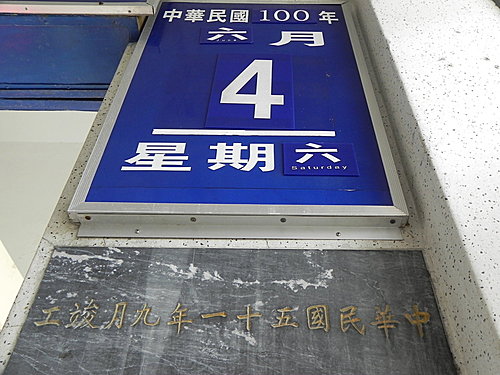 中華民國 100 年
六月
4
星期六
Saturday
中華民國五十一年九月竣工